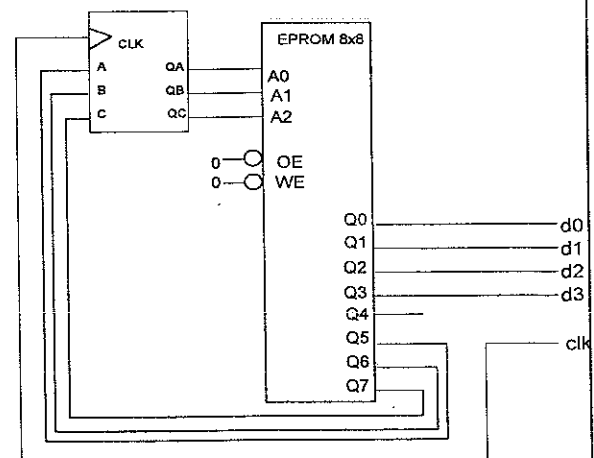 CLK
A QA
B QB
C QC
EPROM 8x8
A0
A1
A2
0 OE
0 WE
Q0 d0
Q1 d1
Q2 d2
Q3 d3
Q4
Q5 clk
Q6
Q7